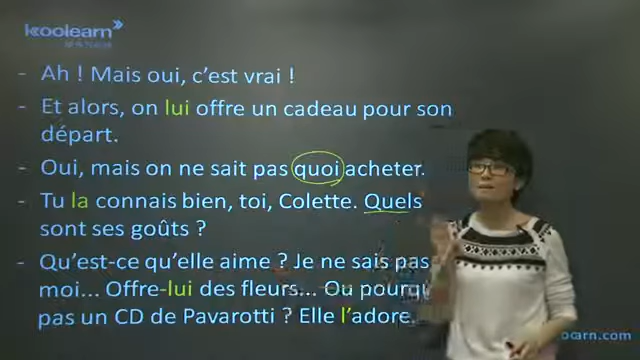 koolearn
- Ah ! Mais oui, c'est vrai !
- Et alors, on lui offre un cadeau pour son
départ.
- Oui, mais on ne sait pas quoi acheter.
- Tu la connais bien, toi, Colette. Quels
sont ses goûts ?
- Qu'est-ce qu'elle aime ? Je ne sais pas
moi... Offre-lui des fleurs... Ou
pas un CD de Pavarotti ? Elle l'adore.